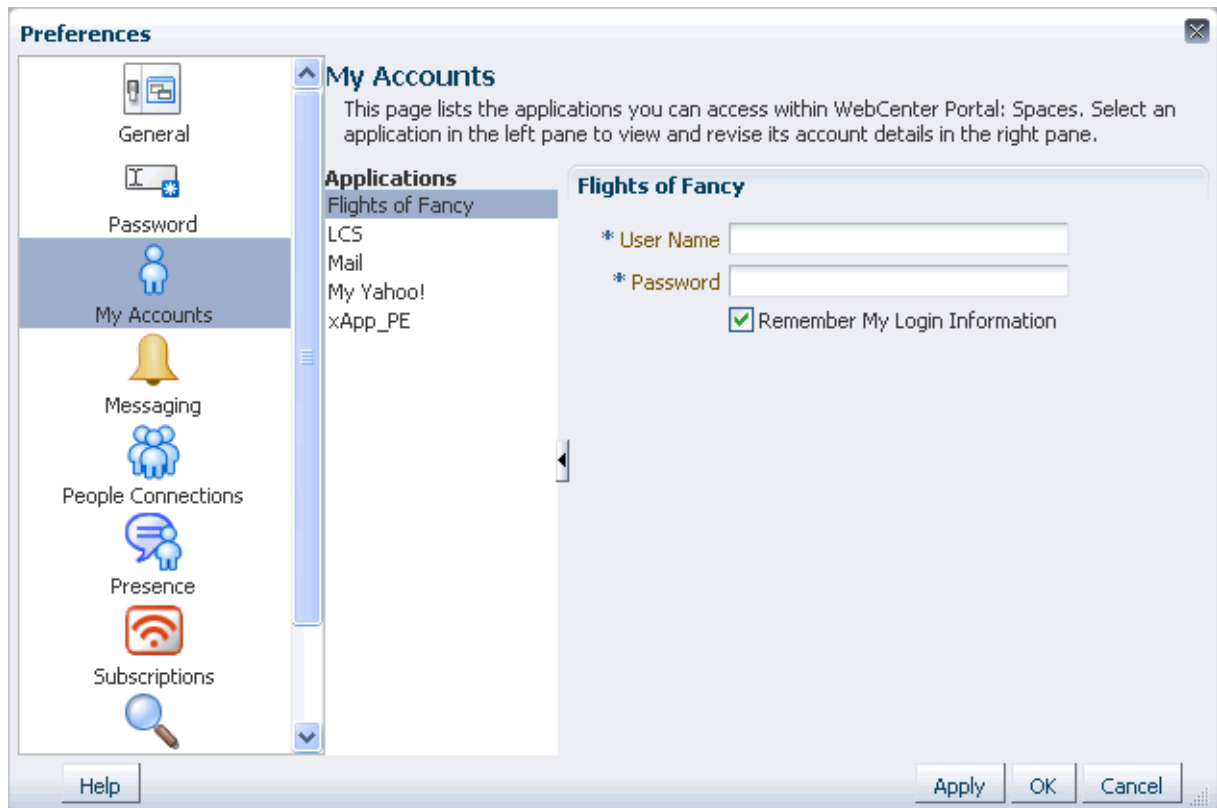 Preferences
General
Password
My Accounts
Messaging
People Connections
Presence
Subscriptions
My Accounts
This page lists the applications you can access within WebCenter Portal: Spaces. Select an
application in the left pane to view and revise its account details in the right pane.
Applications
Flights of Fancy
LCS
Mail
My Yahoo!
xApp_PE
Flights of Fancy
* User Name
* Password
Remember My Login Information
Help
Apply
OK
Cancel